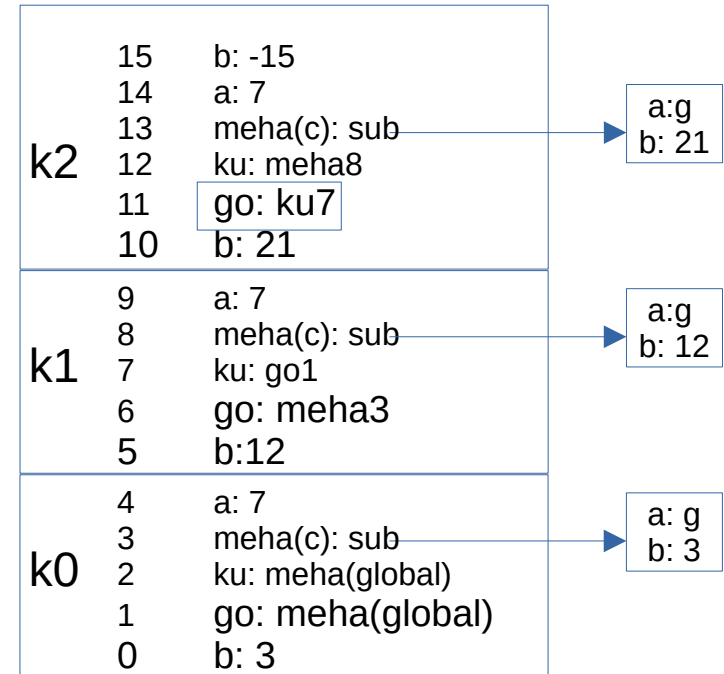 15 b: -15
14 a: 7
13 meha(c): sub
a:g
b: 21
k2
12 ku: meha8
11 go: ku7
10 b: 21
9 a: 7
8 meha(c): sub
a:g
b: 12
k1
7 ku: go1
6 go: meha3
5 b:12
4 a: 7
3 meha(c): sub
a: g
b: 3
k0
2 ku: meha(global)
1 go: meha(global)
0 b: 3